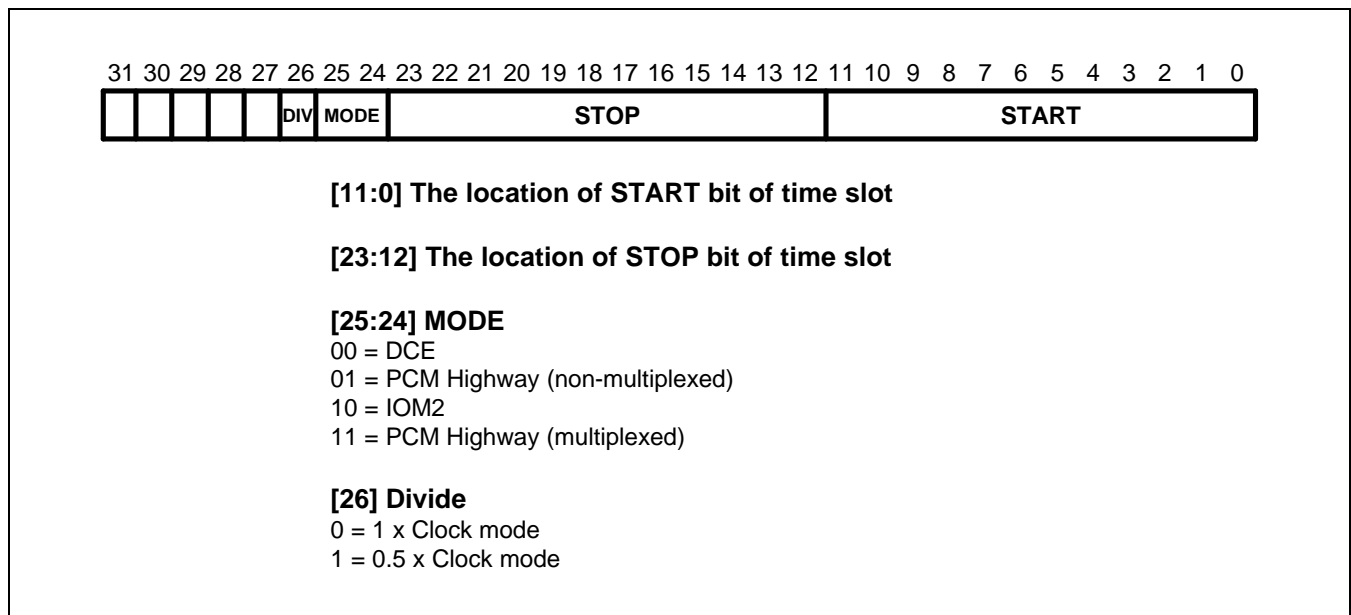 31 30 29 28 27 26 25 24 23 22 21 20 19 18 17 16 15 14 13 12 11 10 9 8 7 6 5 4 3 2 1 0
DIV MODE STOP START
[11:0] The location of START bit of time slot
[23:12] The location of STOP bit of time slot
[25:24] MODE
00 = DCE
01 = PCM Highway (non-multiplexed)
10 = IOM2
11 = PCM Highway (multiplexed)
[26] Divide
0 = 1 x Clock mode
1 = 0.5 x Clock mode